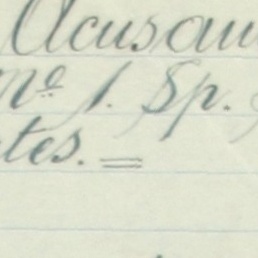 Acusau
No 1. Sp.
tes. =